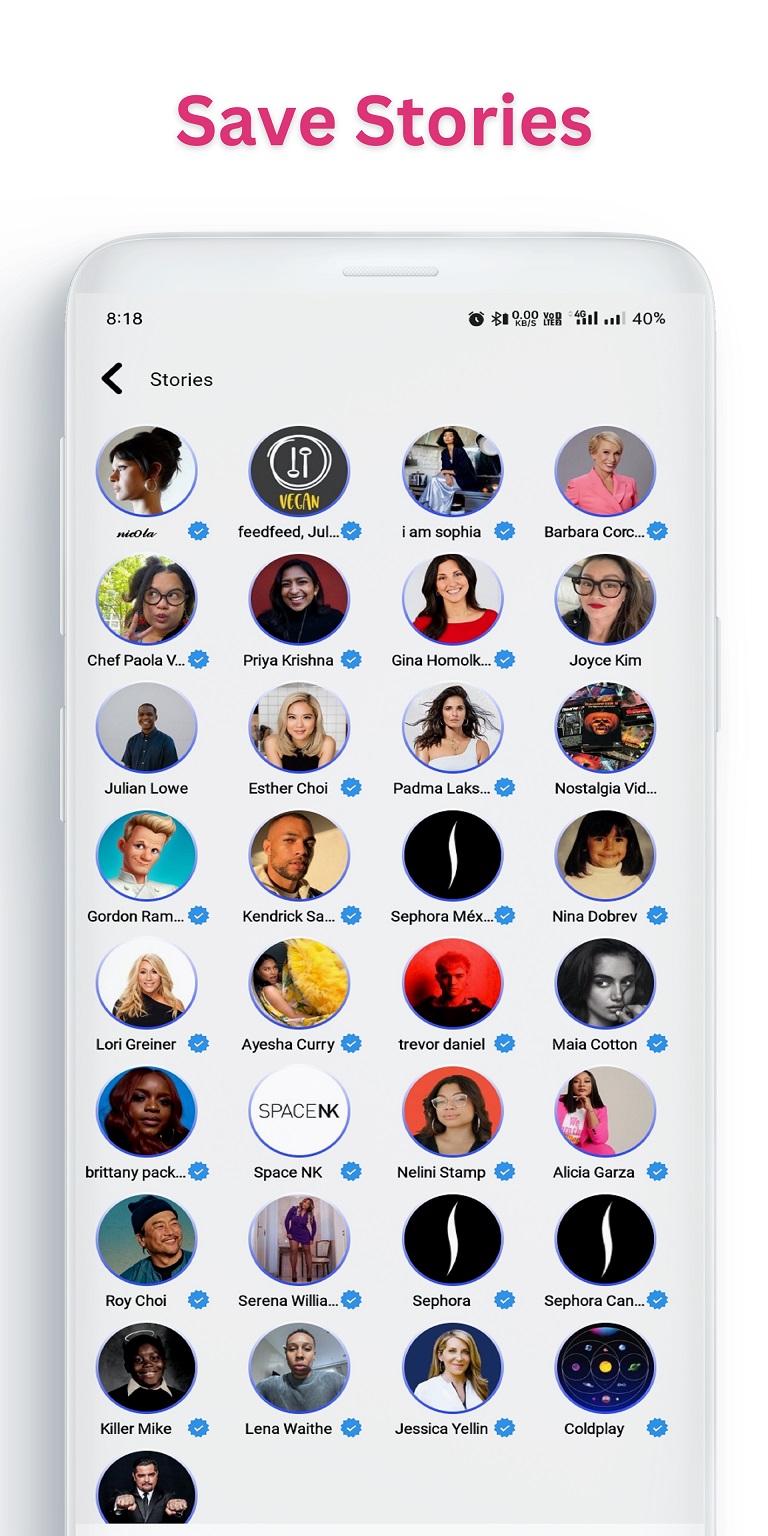 Save Stories
8:18 0.00 KB/S 4G 40%
Stories
VEGAN
nic0la feedfeed, Jul... i am sophia Barbara Corc...
Chef Paola V... Priya Krishna Gina Homolk... Joyce Kim
Julian Lowe Esther Choi Padma Laks... Nostalgia Vid...
Gordon Ram... Kendrick Sa... Sephora Méx... Nina Dobrev
Lori Greiner Ayesha Curry trevor daniel Maia Cotton
SPACENK
brittany pack... Space NK Nelini Stamp Alicia Garza
Roy Choi Serena Willia... Sephora Sephora Can...
Killer Mike Lena Waithe Jessica Yellin Coldplay